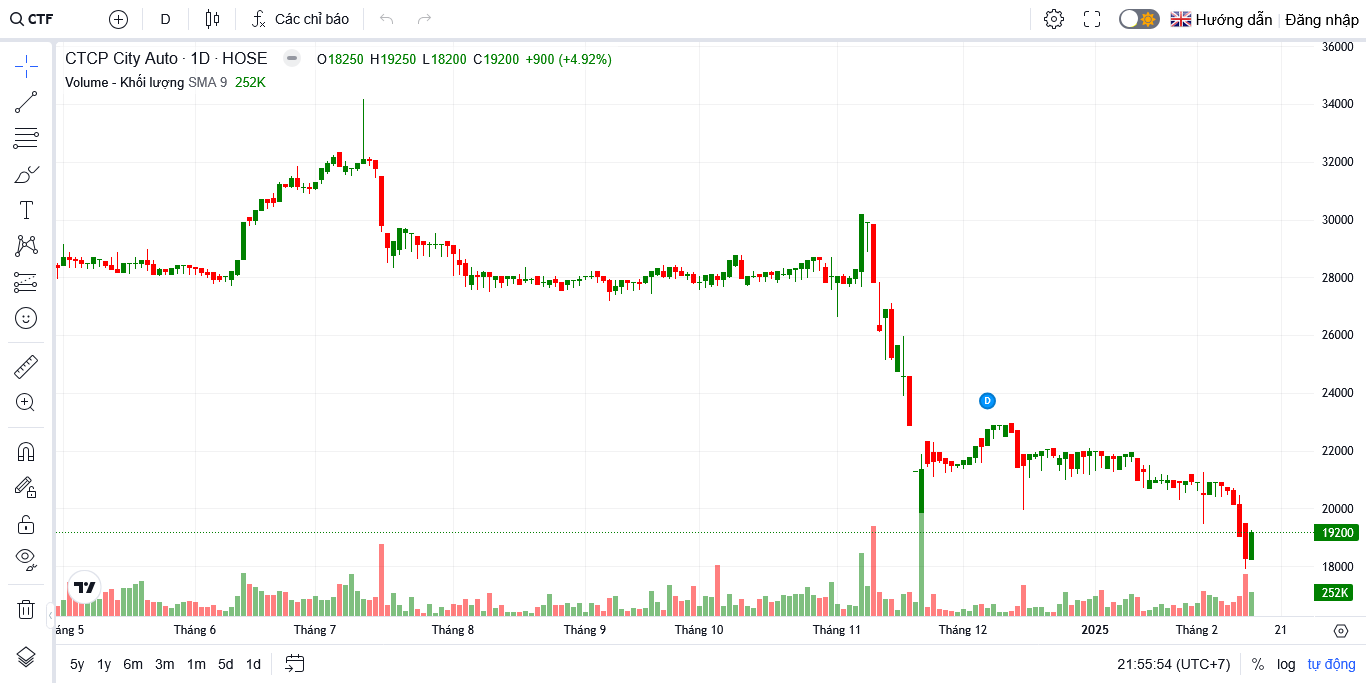 CTF D Các chỉ báo Hướng dẫn Đăng nhập
CTCP City Auto · 1D · HOSE O18250 H19250 L18200 C19200 +900 (+4.92%)
Volume - Khối lượng SMA 9 252K
36000
34000
32000
30000
28000
26000
24000
D
22000
20000
19200
18000
252K
áng 5 Tháng 6 Tháng 7 Tháng 8 Tháng 9 Tháng 10 Tháng 11 Tháng 12 2025 Tháng 2 21
5y 1y 6m 3m 1m 5d 1d 21:55:54 (UTC+7) % log tự động